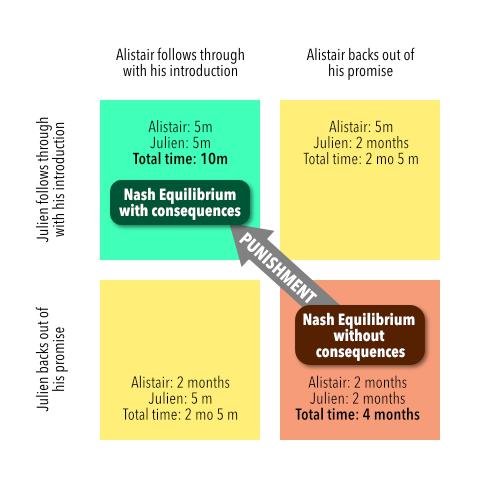 Alistair follows through
with his introduction
Alistair backs out of
his promise
Julien follows through
with his introduction
Alistair: 5m
Julien: 5m
Total time: 10m
Nash Equilibrium
with consequences
Alistair: 5m
Julien: 2 months
Total time: 2 mo 5 m
PUNISHMENT
Julien backs out of
his promise
Alistair: 2 months
Julien: 5 m
Total time: 2 mo 5 m
Nash Equilibrium
without
consequences
Alistair: 2 months
Julien: 2 months
Total time: 4 months